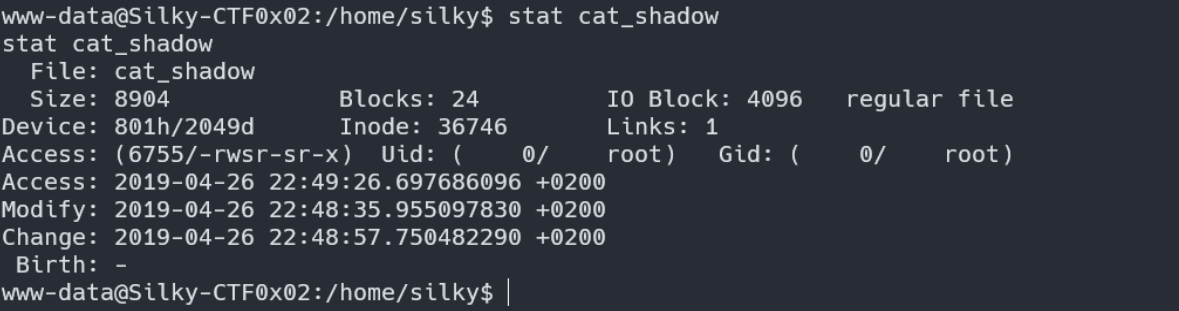 www-data@Silky-CTF0x02:/home/silky$ stat cat_shadow
stat cat_shadow
  File: cat_shadow
  Size: 8904            Blocks: 24         IO Block: 4096   regular file
Device: 801h/2049d      Inode: 36746       Links: 1
Access: (6755/-rwsr-sr-x)  Uid: (    0/    root)   Gid: (    0/    root)
Access: 2019-04-26 22:49:26.697686096 +0200
Modify: 2019-04-26 22:48:35.955097830 +0200
Change: 2019-04-26 22:48:57.750482290 +0200
 Birth: -
www-data@Silky-CTF0x02:/home/silky$